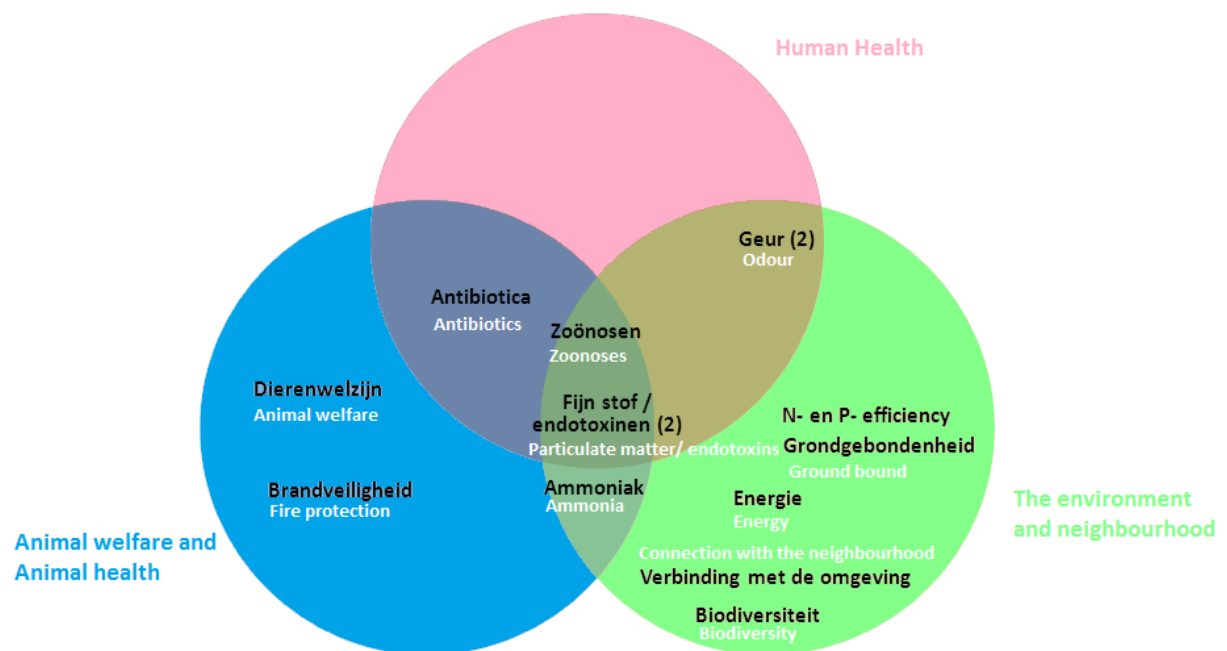 Human Health
Geur (2)
Odour
Antibiotica
Antibiotics
Zoönosen
Zoonoses
Dierenwelzijn
Animal welfare
Fijn stof /
endotoxinen (2)
Particulate matter/ endotoxins
N- en P- efficiency
Grondgebondenheid
Ground bound
Brandveiligheid
Fire protection
Ammoniak
Ammonia
Energie
Energy
The environment
and neighbourhood
Animal welfare and
Animal health
Connection with the neighbourhood
Verbinding met de omgeving
Biodiversiteit
Biodiversity